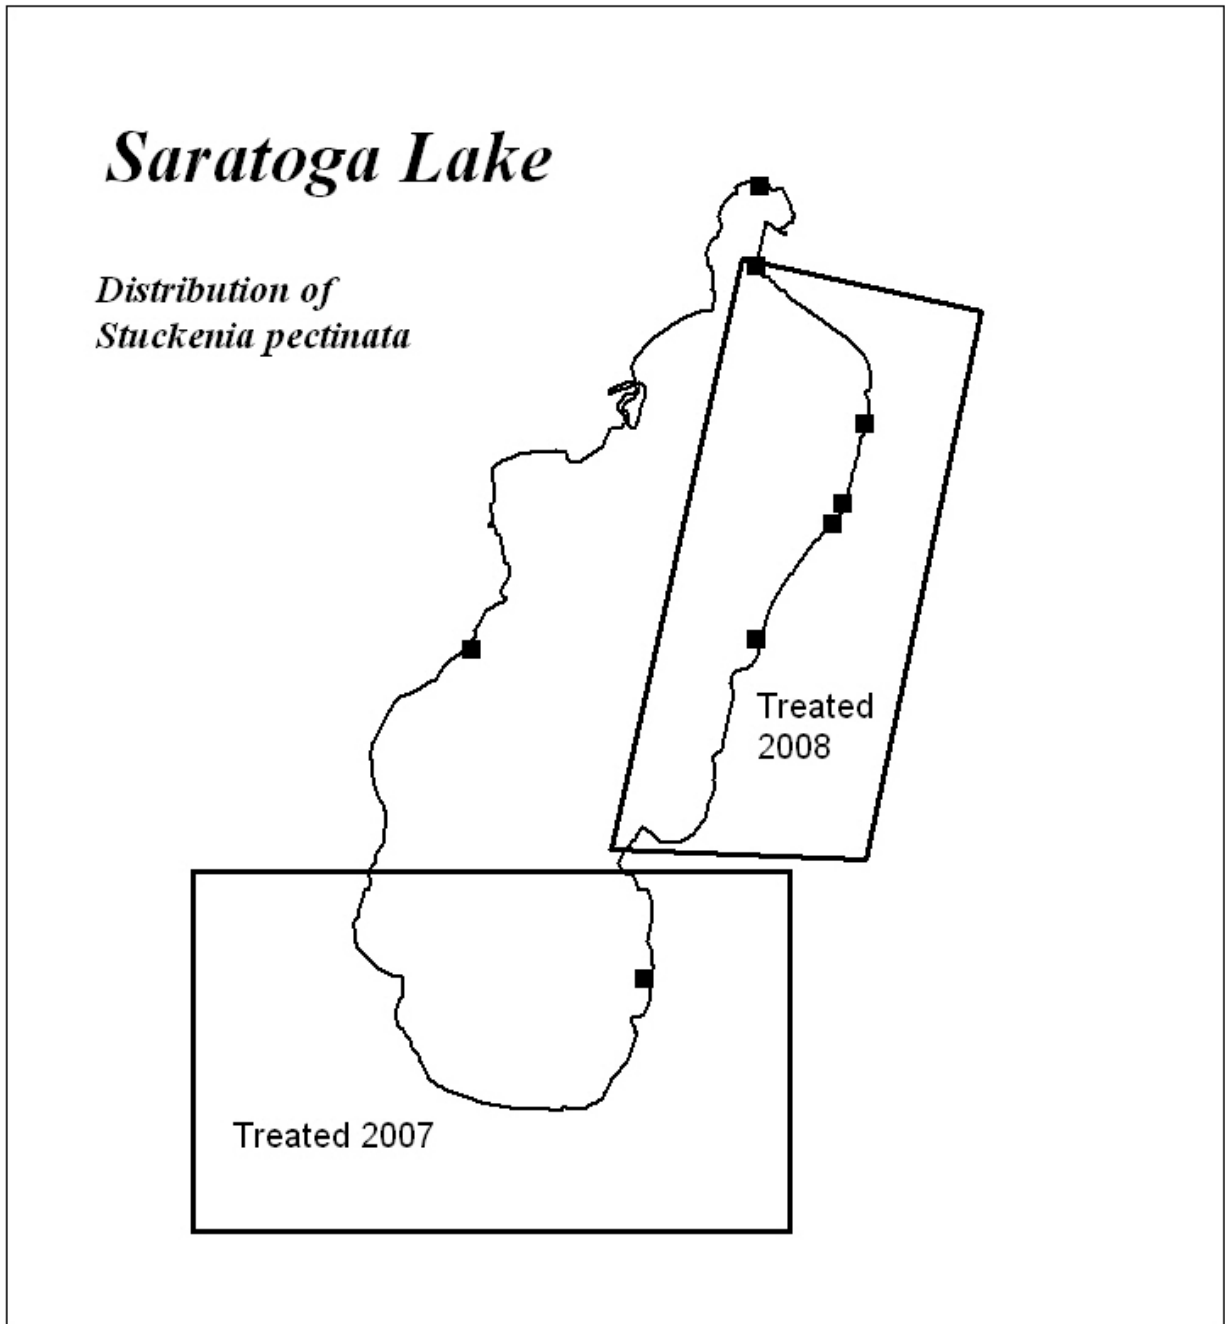 Saratoga Lake
Distribution of
Stuckenia pectinata
Treated
2008
Treated 2007